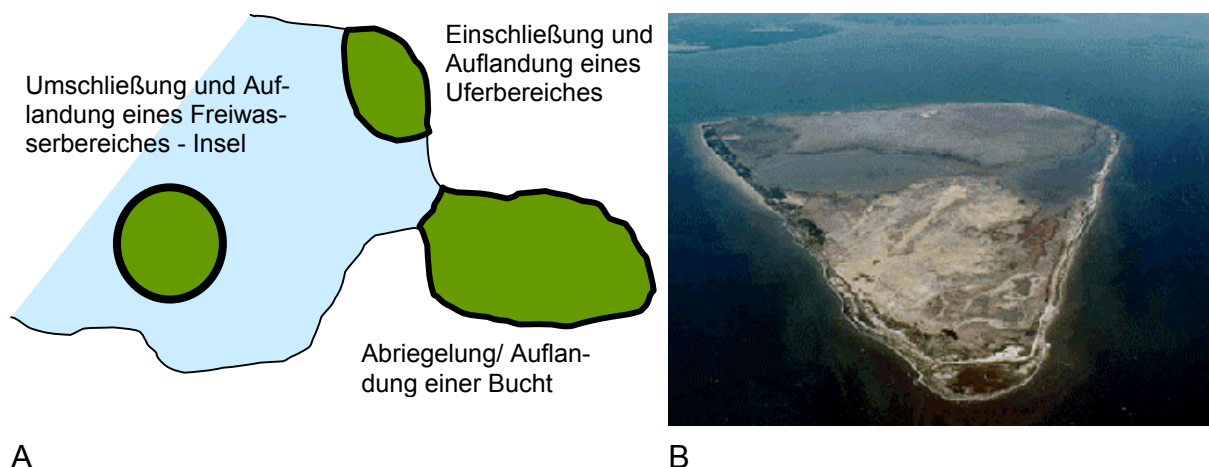 Einschließung und
Auflandung eines
Uferbereiches
Umschließung und Auf-
landung eines Freiwas-
serbereiches - Insel
Abriegelung/ Auflan-
dung einer Bucht
A
B